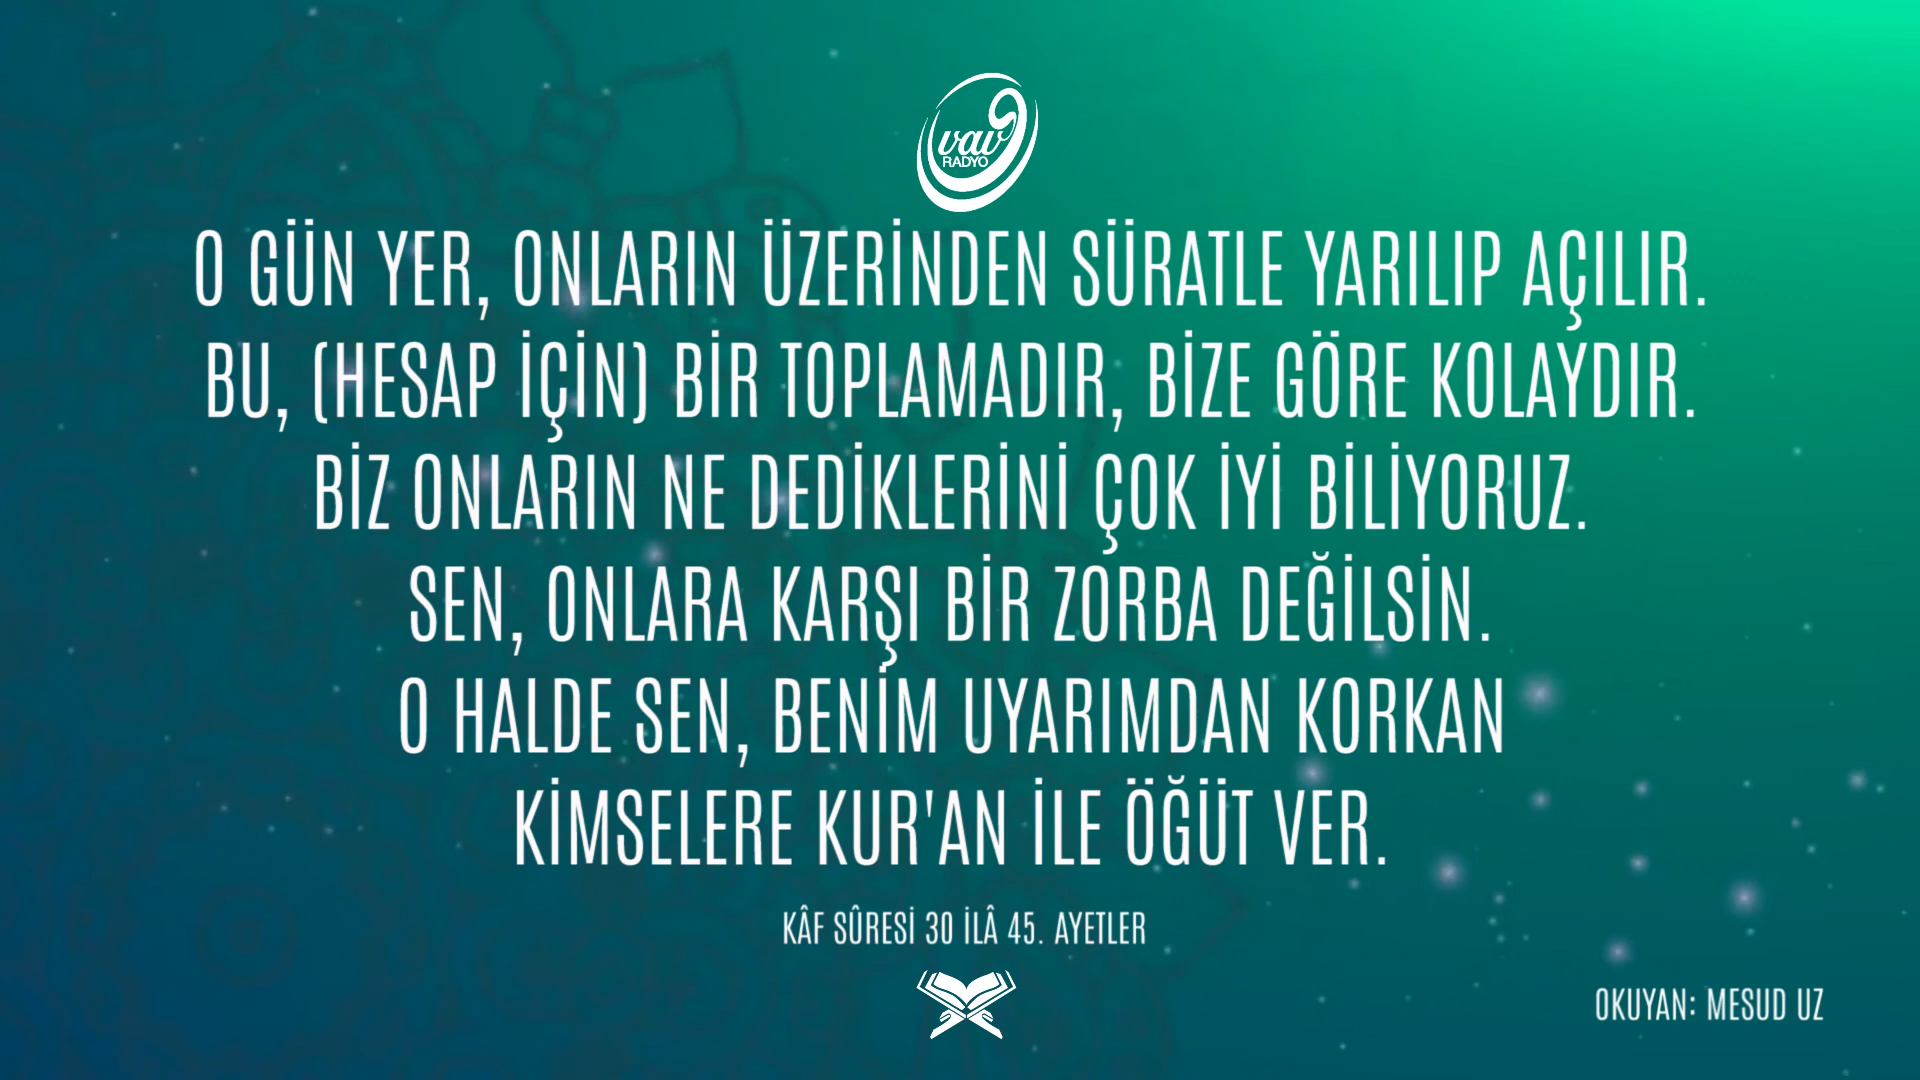 vav
RADYO
O GÜN YER, ONLARIN ÜZERİNDEN SÜRATLE YARILIP AÇILIR.
BU, (HESAP İÇİN) BİR TOPLAMADIR, BİZE GÖRE KOLAYDIR.
BİZ ONLARIN NE DEDİKLERİNİ ÇOK İYİ BİLİYORUZ.
SEN, ONLARA KARŞI BİR ZORBA DEĞİLSİN.
O HALDE SEN, BENİM UYARIMDAN KORKAN
KİMSELERE KUR'AN İLE ÖĞÜT VER.
KÂF SÛRESİ 30 İLÂ 45. AYETLER
OKUYAN: MESUD UZ